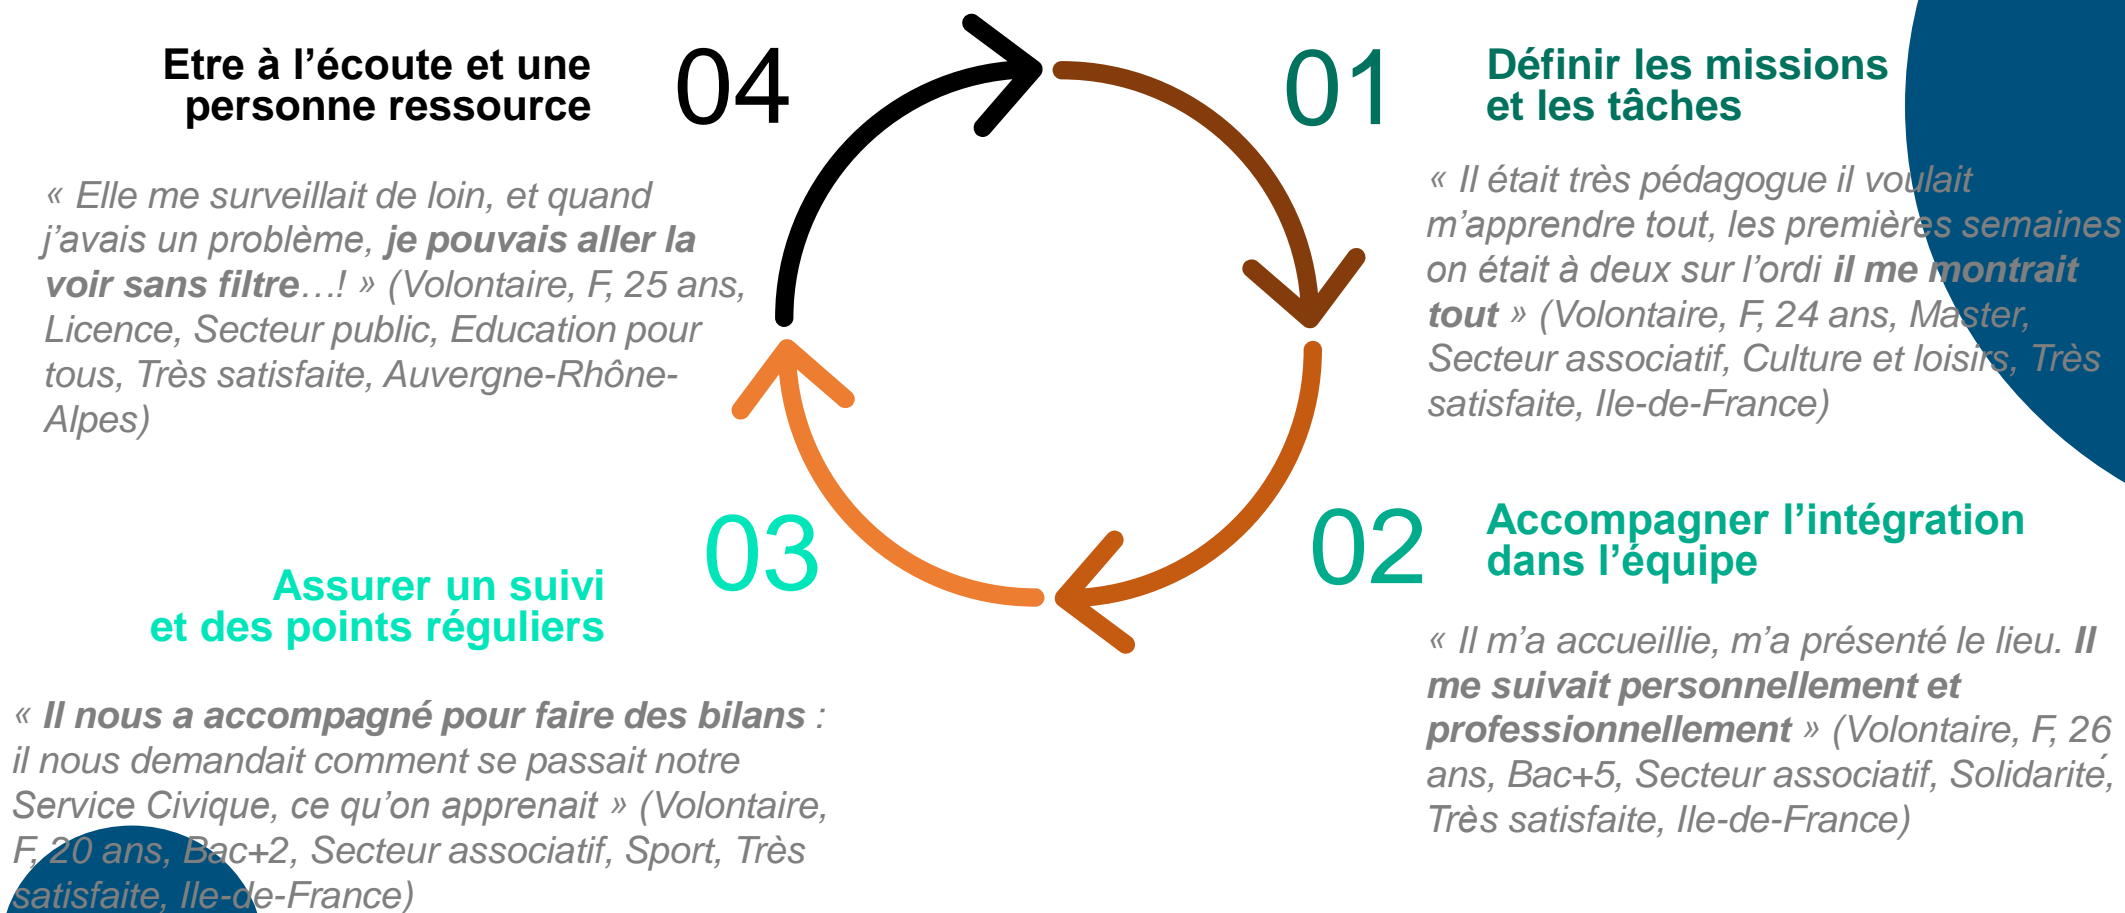 Etre à l’écoute et une
personne ressource
04
« Elle me surveillait de loin, et quand
j’avais un problème, je pouvais aller la
voir sans filtre…! » (Volontaire, F, 25 ans,
Licence, Secteur public, Education pour
tous, Très satisfaite, Auvergne-Rhône-
Alpes)
01
Définir les missions
et les tâches
« Il était très pédagogue il voulait
m’apprendre tout, les premières semaines
on était à deux sur l’ordi il me montrait
tout » (Volontaire, F, 24 ans, Master,
Secteur associatif, Culture et loisirs, Très
satisfaite, Ile-de-France)
02
Accompagner l’intégration
dans l’équipe
« Il m’a accueillie, m’a présenté le lieu. Il
me suivait personnellement et
professionnellement » (Volontaire, F, 26
ans, Bac+5, Secteur associatif, Solidarité,
Très satisfaite, Ile-de-France)
03
Assurer un suivi
et des points réguliers
« Il nous a accompagné pour faire des bilans :
il nous demandait comment se passait notre
Service Civique, ce qu’on apprenait » (Volontaire,
F, 20 ans, Bac+2, Secteur associatif, Sport, Très
satisfaite, Ile-de-France)